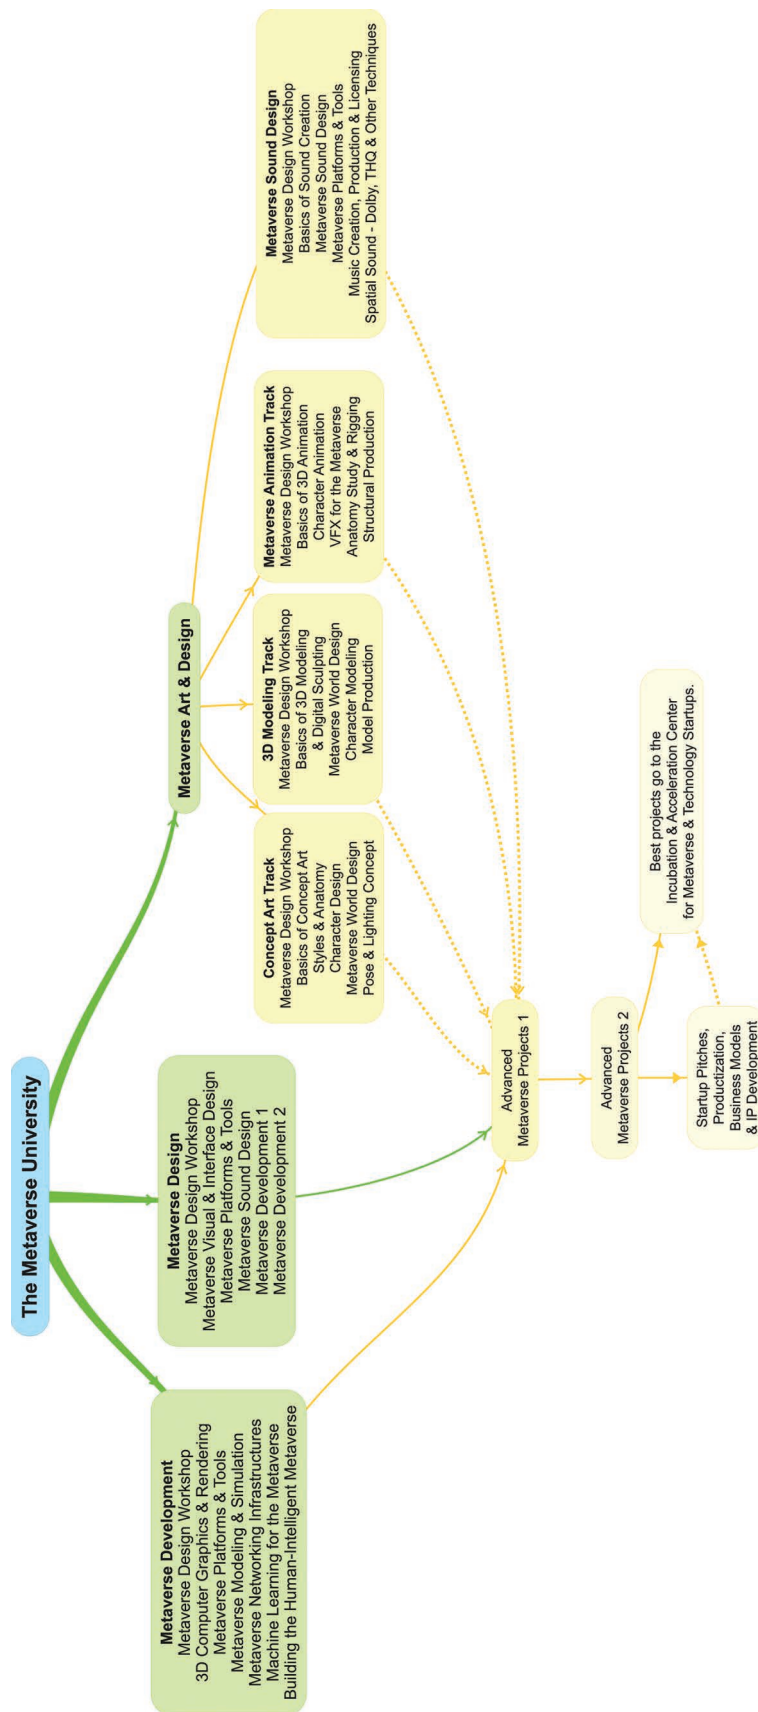 The Metaverse University
Metaverse Development
Metaverse Design Workshop
3D Computer Graphics & Rendering
Metaverse Platforms & Tools
Metaverse Modeling & Simulation
Metaverse Networking Infrastructures
Machine Learning for the Metaverse
Building the Human-Intelligent Metaverse
Metaverse Design
Metaverse Design Workshop
Metaverse Visual & Interface Design
Metaverse Platforms & Tools
Metaverse Sound Design
Metaverse Development 1
Metaverse Development 2
Metaverse Art & Design
Concept Art Track
Metaverse Design Workshop
Basics of Concept Art
Styles & Anatomy
Character Design
Metaverse World Design
Pose & Lighting Concept
3D Modeling Track
Metaverse Design Workshop
Basics of 3D Modeling
& Digital Sculpting
Metaverse World Design
Character Modeling
Model Production
Metaverse Animation Track
Metaverse Design Workshop
Basics of 3D Animation
Character Animation
VFX for the Metaverse
Anatomy Study & Rigging
Structural Production
Metaverse Sound Design
Metaverse Design Workshop
Basics of Sound Creation
Metaverse Sound Design
Metaverse Platforms & Tools
Music Creation, Production & Licensing
Spatial Sound - Dolby, THQ & Other Techniques
Advanced
Metaverse Projects 1
Advanced
Metaverse Projects 2
Startup Pitches,
Productization,
Business Models
& IP Development
Best projects go to the
Incubation & Acceleration Center
for Metaverse & Technology Startups.